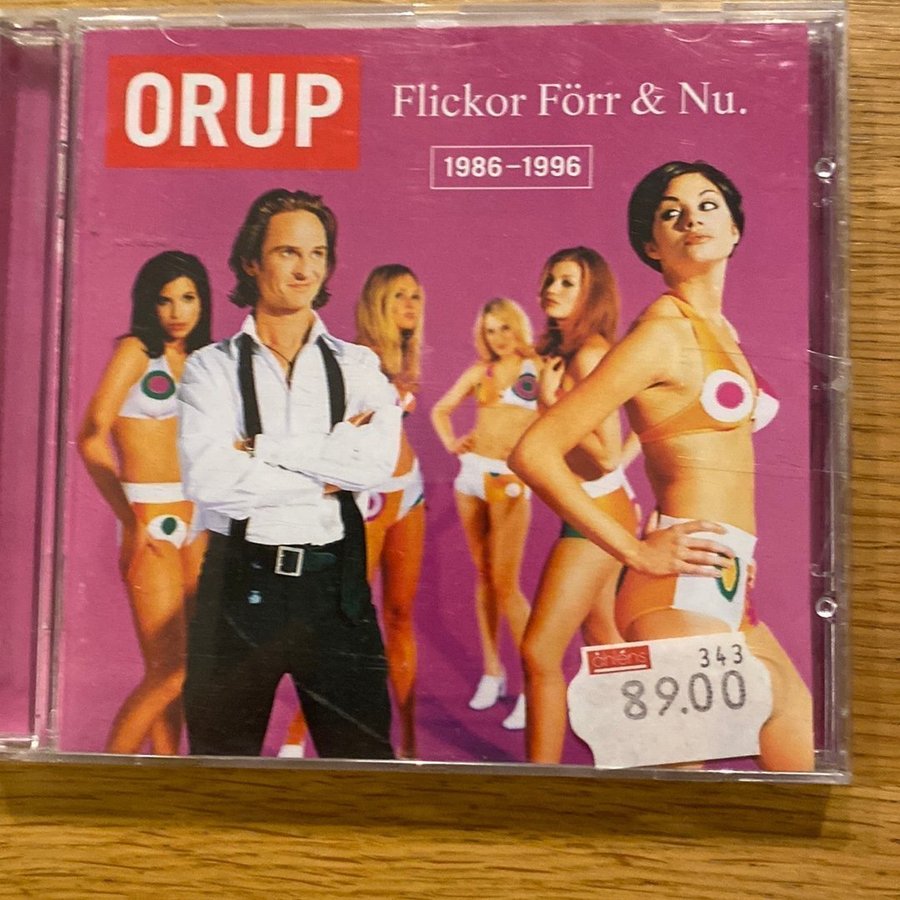 ORUP
Flickor Förr & Nu.
1986–1996
åhléns
343
89.00